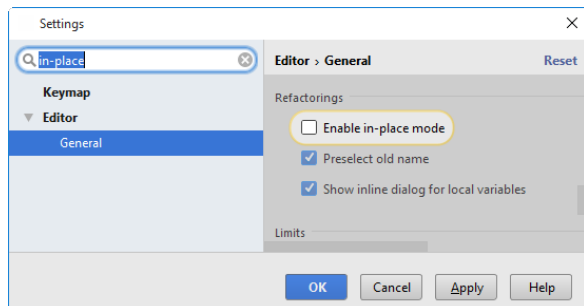 Settings
in-place
Keymap
Editor
General
Editor › General
Reset
Refactorings
Enable in-place mode
Preselect old name
Show inline dialog for local variables
Limits
OK
Cancel
Apply
Help